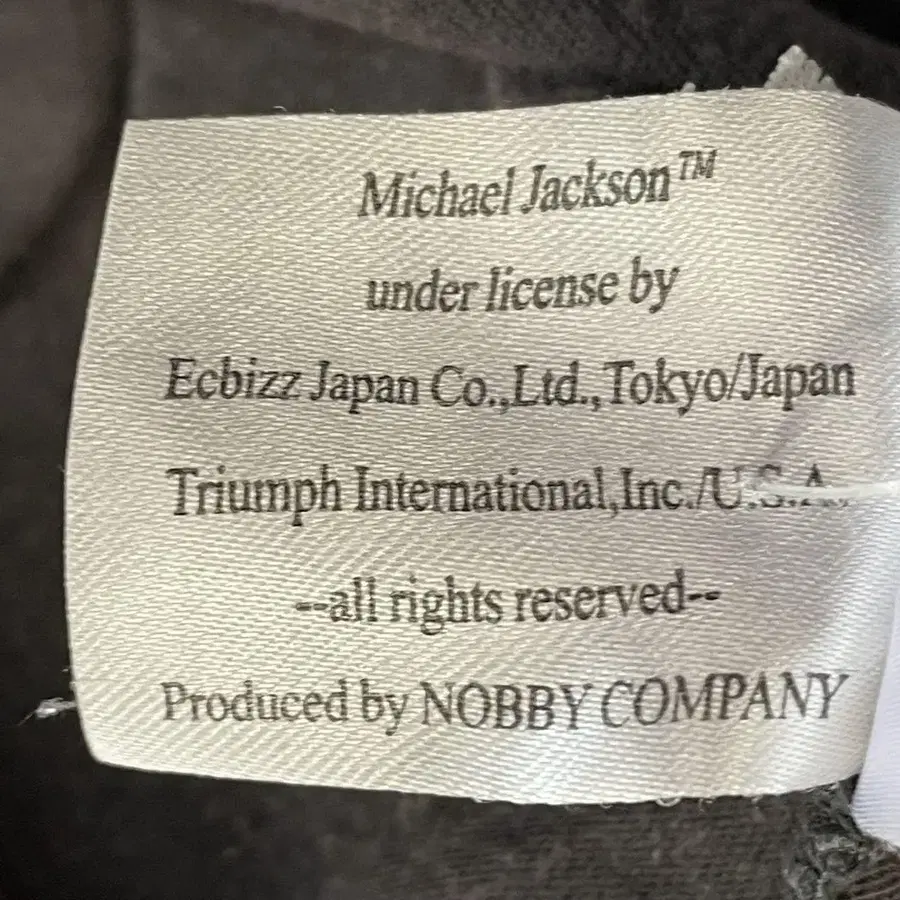 Michael Jackson™
under license by
Ecbizz Japan Co.,Ltd.,Tokyo/Japan
Triumph International,Inc./U.S.A.,
--all rights reserved--
Produced by NOBBY COMPANY